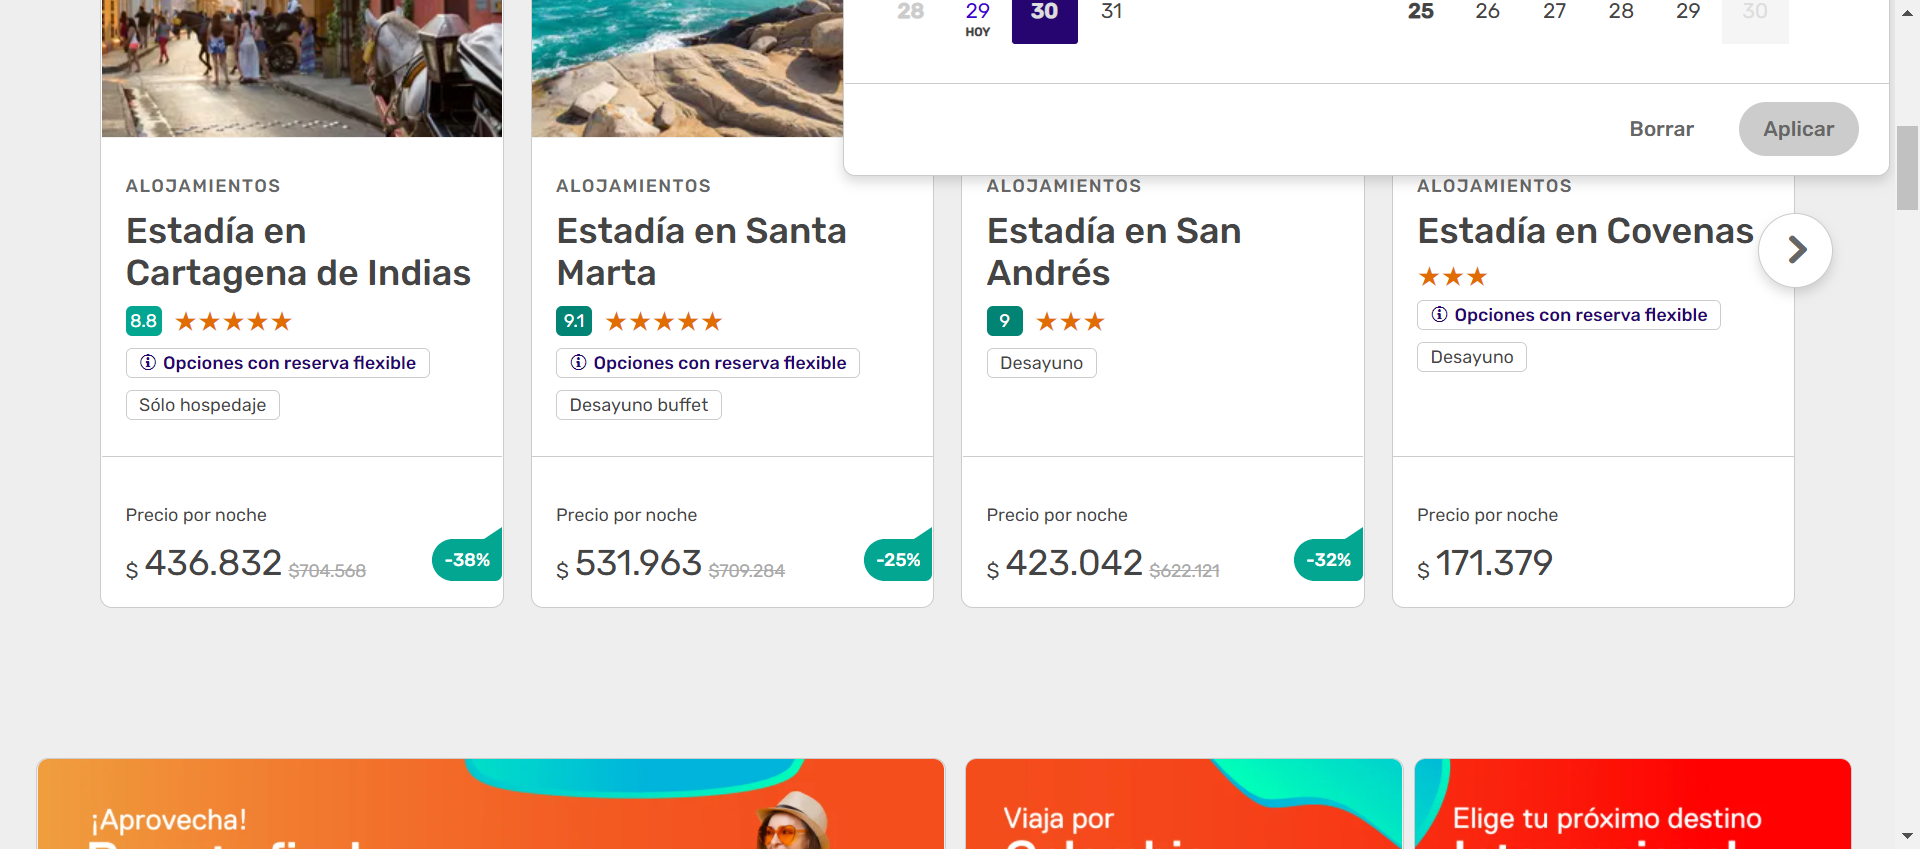 28 29 30 31 25 26 27 28 29 30
HOY
Borrar Aplicar
ALOJAMIENTOS
Estadía en
Cartagena de Indias
8.8
Opciones con reserva flexible
Sólo hospedaje
Precio por noche
$ 436.832 $704.568 -38%
ALOJAMIENTOS
Estadía en Santa
Marta
9.1
Opciones con reserva flexible
Desayuno buffet
Precio por noche
$ 531.963 $709.284 -25%
ALOJAMIENTOS
Estadía en San
Andrés
9
Desayuno
Precio por noche
$ 423.042 $622.121 -32%
ALOJAMIENTOS
Estadía en Covenas
Opciones con reserva flexible
Desayuno
Precio por noche
$ 171.379
¡Aprovecha!
Viaja por
Elige tu próximo destino